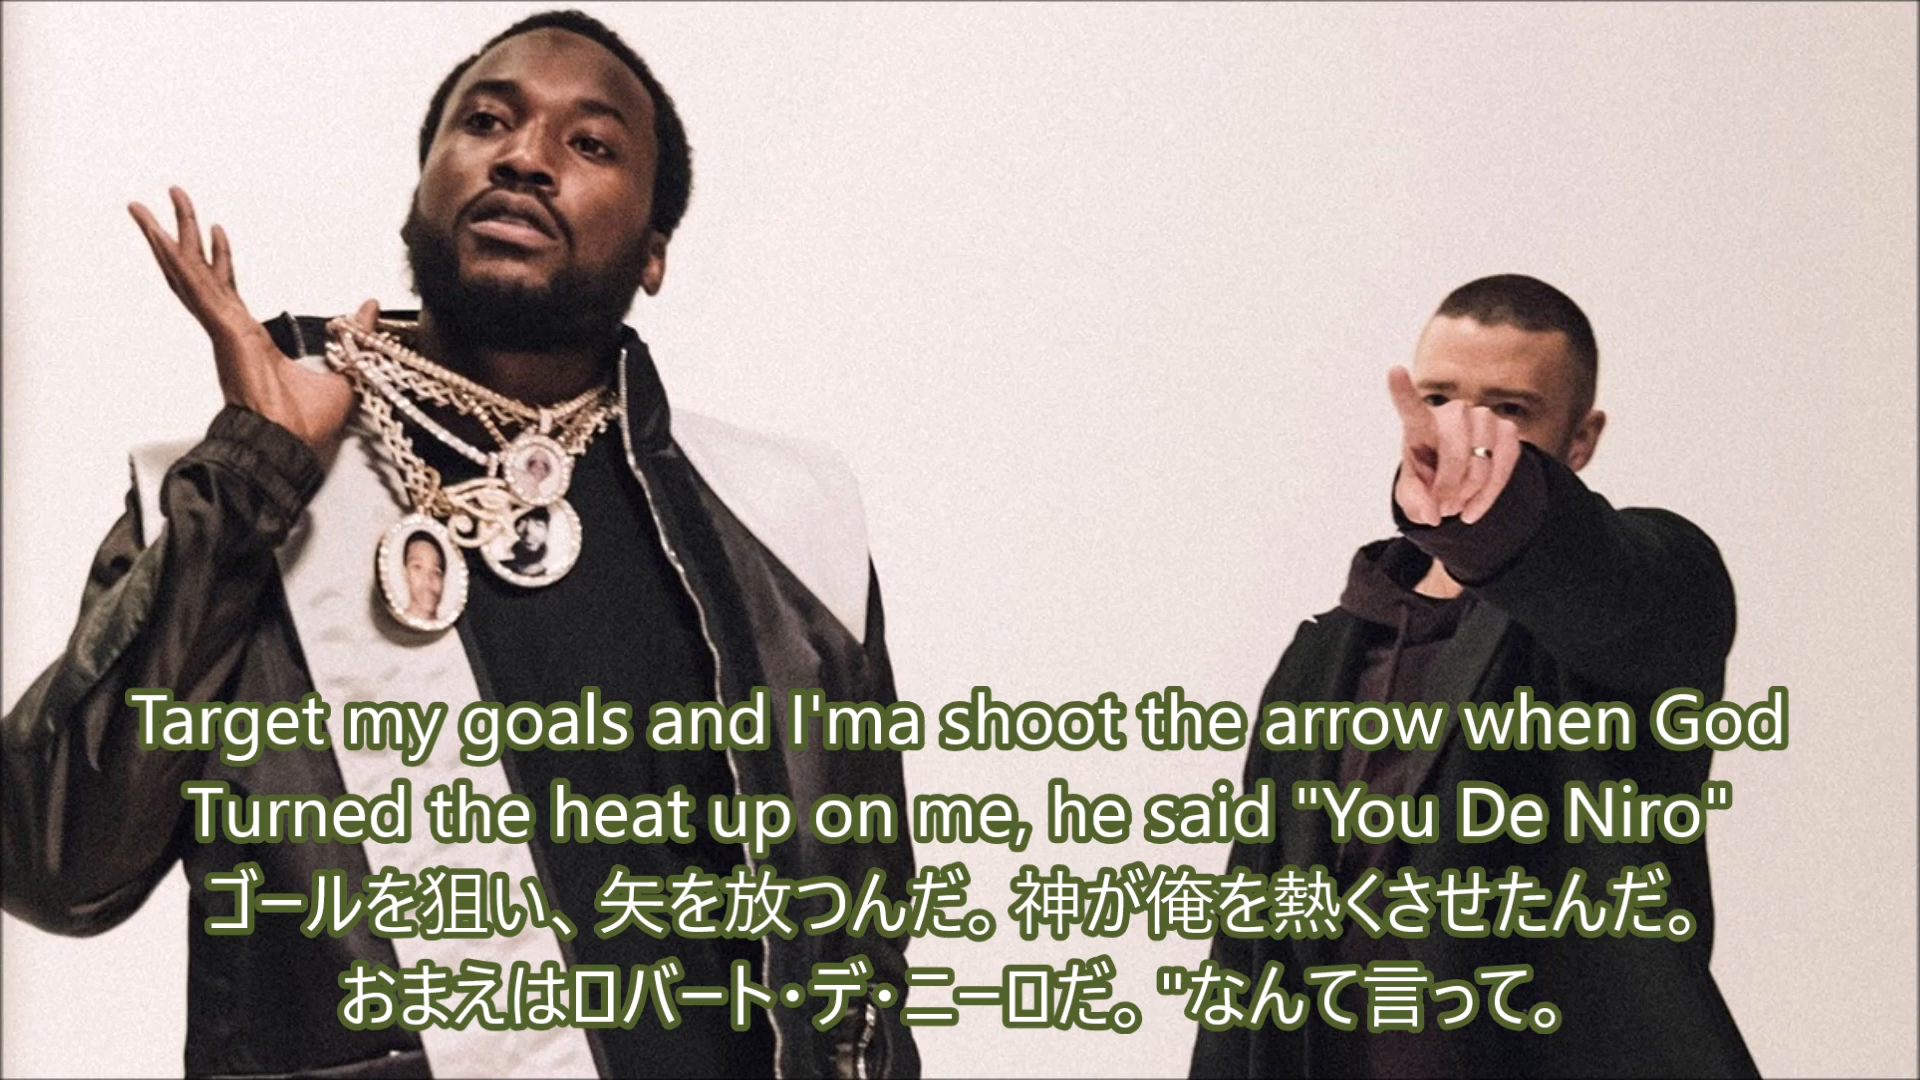 Target my goals and I'ma shoot the arrow when God
Turned the heat up on me, he said "You De Niro"
ゴールを狙い、矢を放つんだ。神が俺を熱くさせたんだ。
おまえはロバート・デ・ニーロだ。"なんて言って。